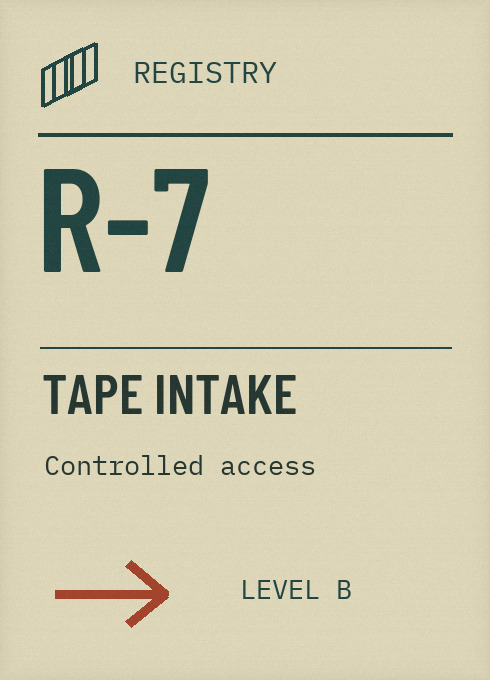 REGISTRY
R-7
TAPE INTAKE
Controlled access
LEVEL B